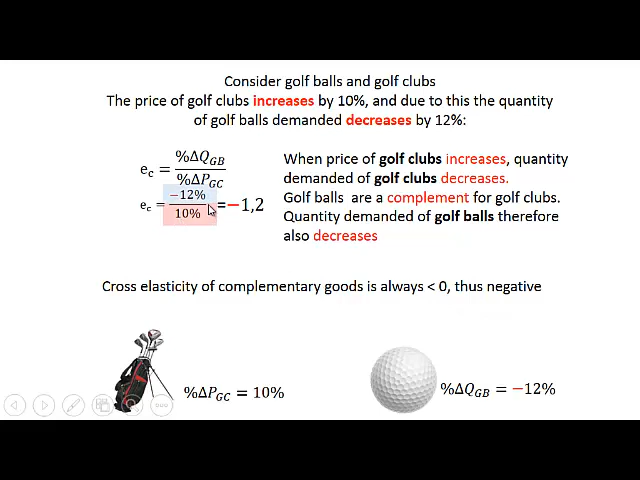 Consider golf balls and golf clubs
The price of golf clubs increases by 10%, and due to this the quantity
of golf balls demanded decreases by 12%:
e_c = %ΔQ_GB / %ΔP_GC
e_c = −12% / 10% =−1,2
When price of golf clubs increases, quantity
demanded of golf clubs decreases.
Golf balls are a complement for golf clubs.
Quantity demanded of golf balls therefore
also decreases
Cross elasticity of complementary goods is always < 0, thus negative
%ΔP_GC = 10%
%ΔQ_GB = −12%